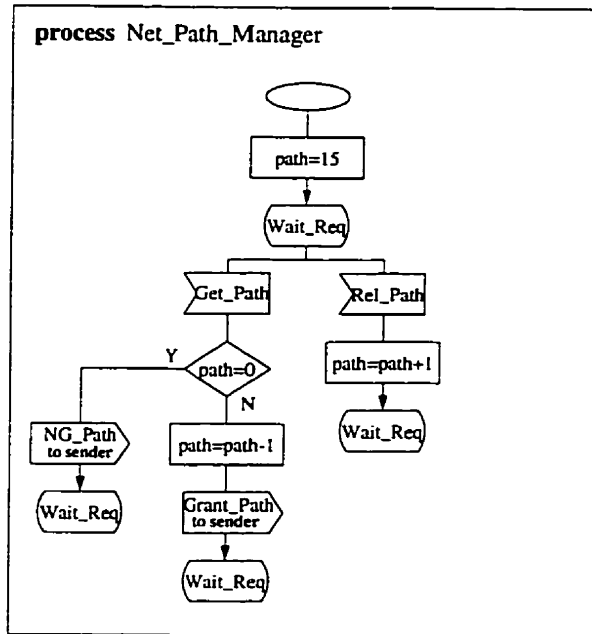 process Net_Path_Manager
path=15
Wait_Req
Get_Path
Rel_Path
Y
path=0
path=path+1
N
NG_Path
to sender
path=path-1
Wait_Req
Wait_Req
Grant_Path
to sender
Wait_Req